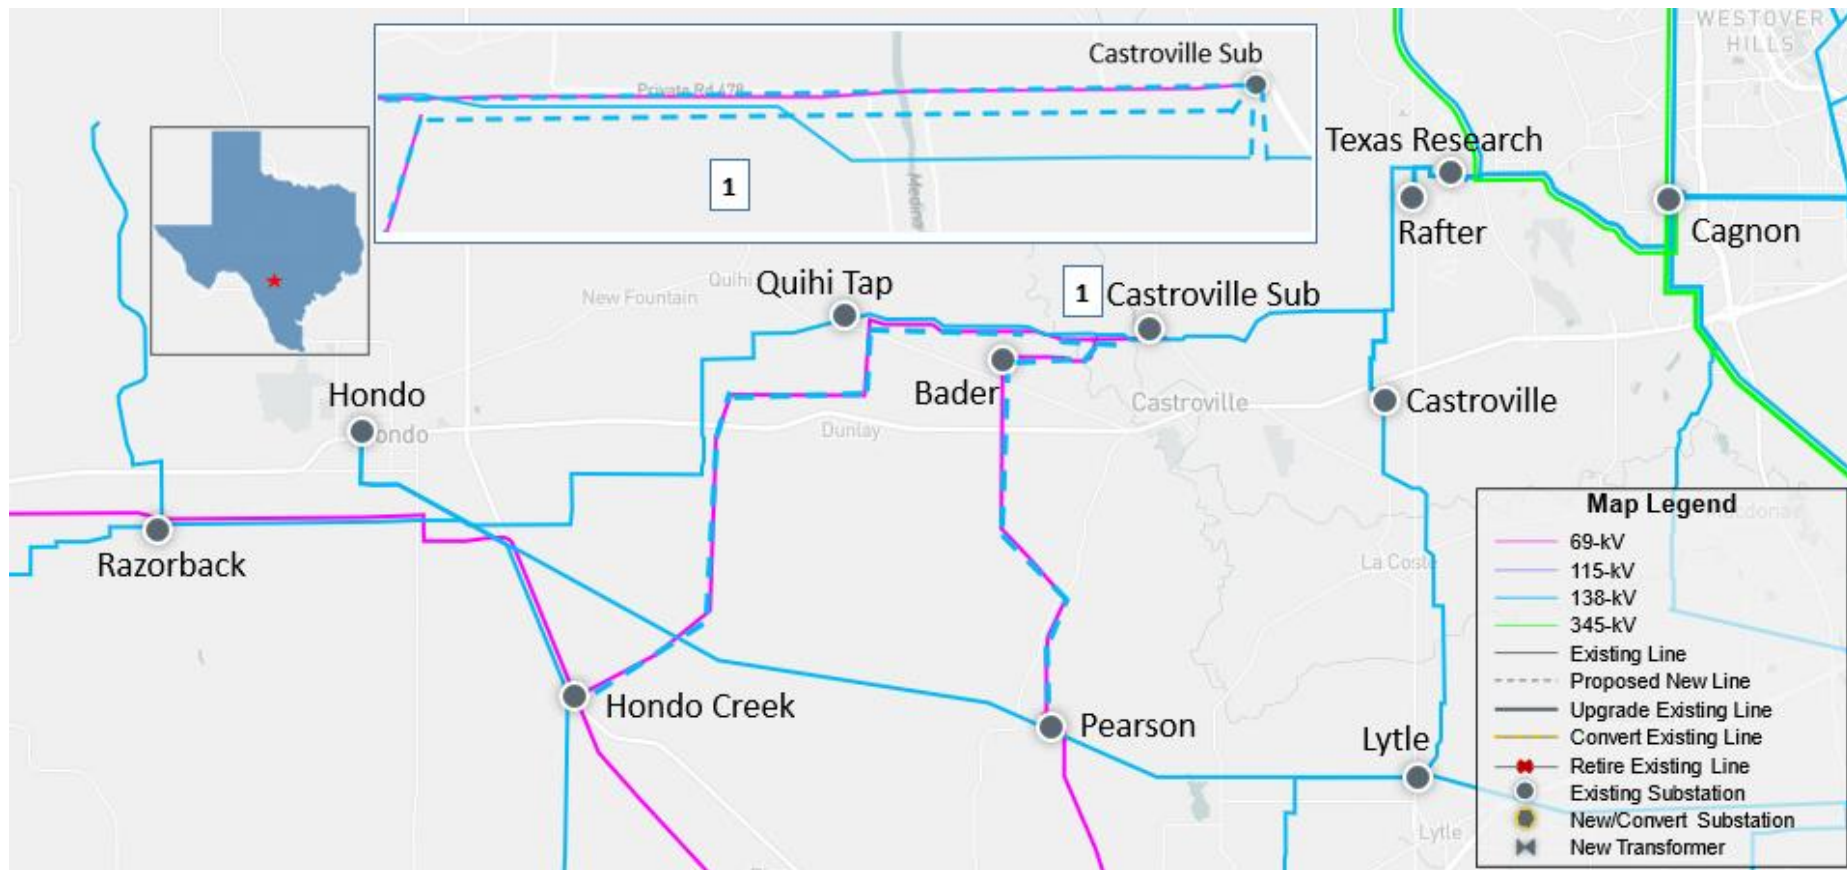 WESTOVER
HILLS
Castroville Sub
Private Rd 478
Medina
1
Texas Research
Rafter
Cagnon
Quihi
New Fountain
Quihi Tap
1
Castroville Sub
Bader
Hondo
ondo
Dunlay
Castroville
Castroville
Razorback
La Coste
Hondo Creek
Pearson
Lytle
Lytle
Map Legend
69-kV
115-kV
138-kV
345-kV
Existing Line
Proposed New Line
Upgrade Existing Line
Convert Existing Line
Retire Existing Line
Existing Substation
New/Convert Substation
New Transformer